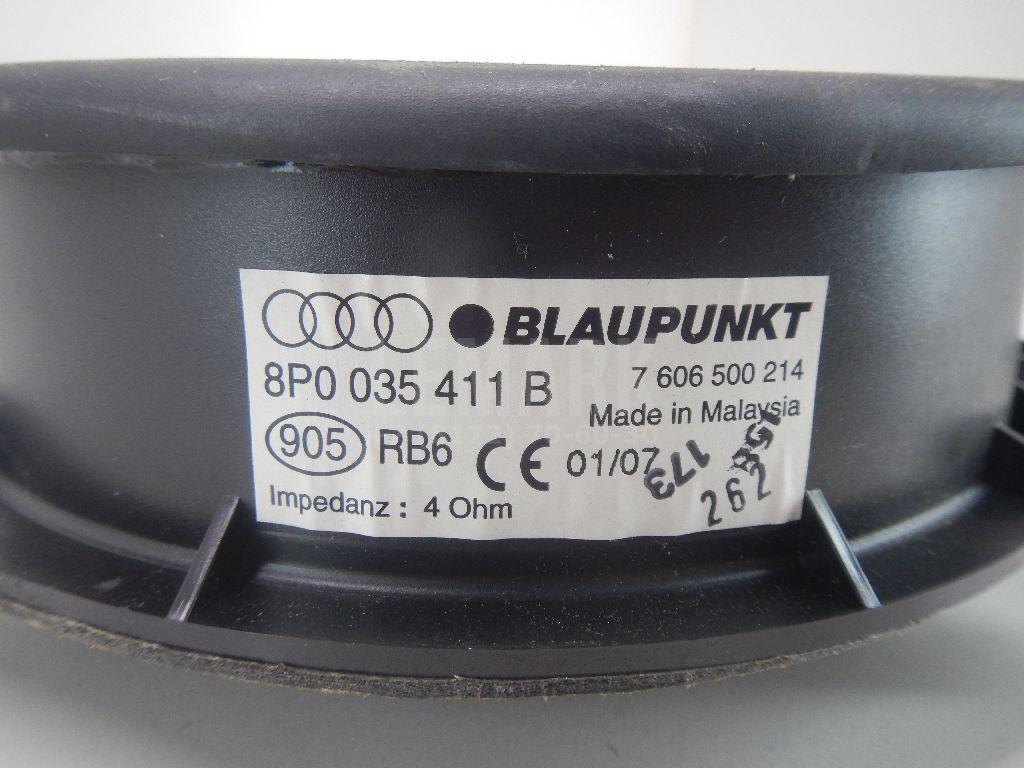 BLAUPUNKT
8P0 035 411 B
7 606 500 214
Made in Malaysia
905 RB6 CE 01/07
173
262
Impedanz : 4 Ohm